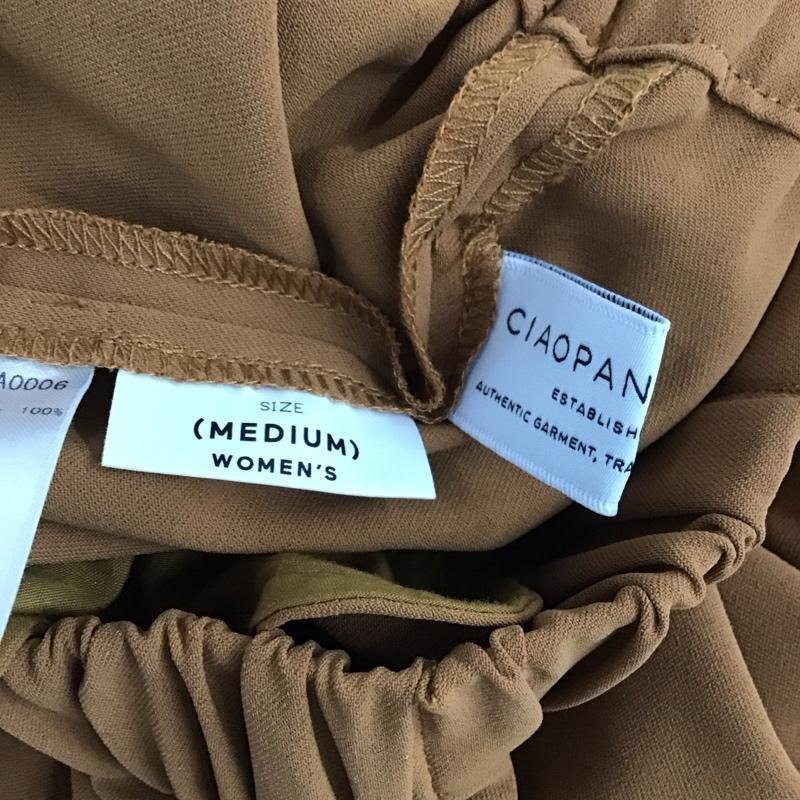 A0006
100%
SIZE
(MEDIUM)
WOMEN'S
CIAOPAN
ESTABLISH
AUTHENTIC GARMENT, TRA